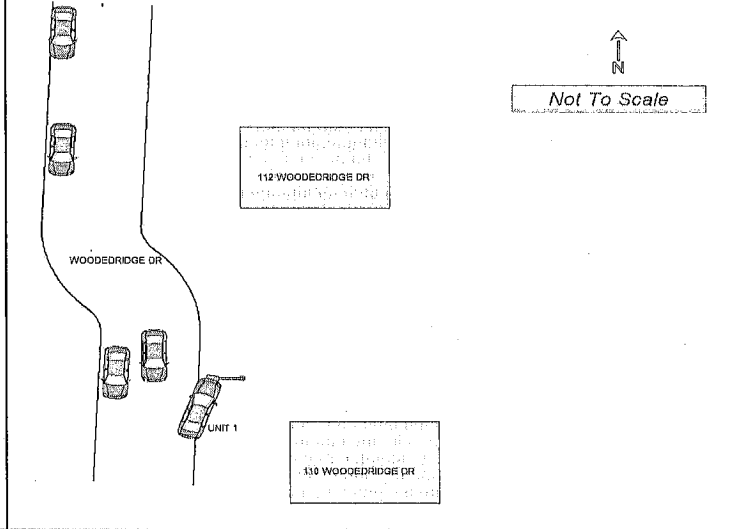 N
Not To Scale
112 WOODEDRIDGE DR
WOODEDRIDGE DR
UNIT 1
110 WOODEDRIDGE DR